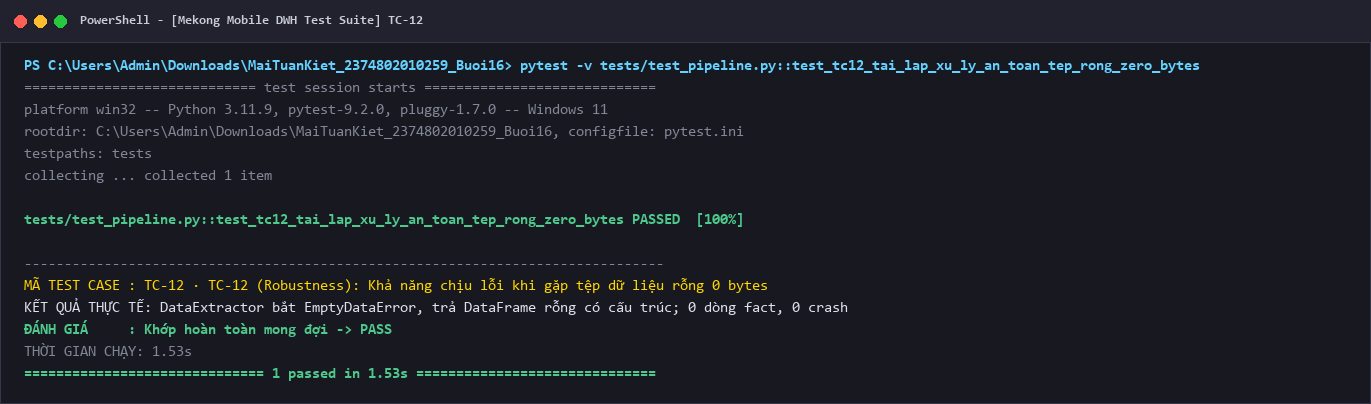 PowerShell - [Mekong Mobile DWH Test Suite] TC-12
PS C:\Users\Admin\Downloads\MaiTuanKiet_2374802010259_Buoi16> pytest -v tests/test_pipeline.py::test_tc12_tai_lap_xu_ly_an_toan_tep_rong_zero_bytes
============================= test session starts =============================
platform win32 -- Python 3.11.9, pytest-9.2.0, pluggy-1.7.0 -- Windows 11
rootdir: C:\Users\Admin\Downloads\MaiTuanKiet_2374802010259_Buoi16, configfile: pytest.ini
testpaths: tests
collecting ... collected 1 item
tests/test_pipeline.py::test_tc12_tai_lap_xu_ly_an_toan_tep_rong_zero_bytes PASSED  [100%]
--------------------------------------------------------------------------------
MÃ TEST CASE : TC-12 · TC-12 (Robustness): Khả năng chịu lỗi khi gặp tệp dữ liệu rỗng 0 bytes
KẾT QUẢ THỰC TẾ: DataExtractor bắt EmptyDataError, trả DataFrame rỗng có cấu trúc; 0 dòng fact, 0 crash
ĐÁNH GIÁ     : Khớp hoàn toàn mong đợi -> PASS
THỜI GIAN CHẠY: 1.53s
============================== 1 passed in 1.53s ==============================